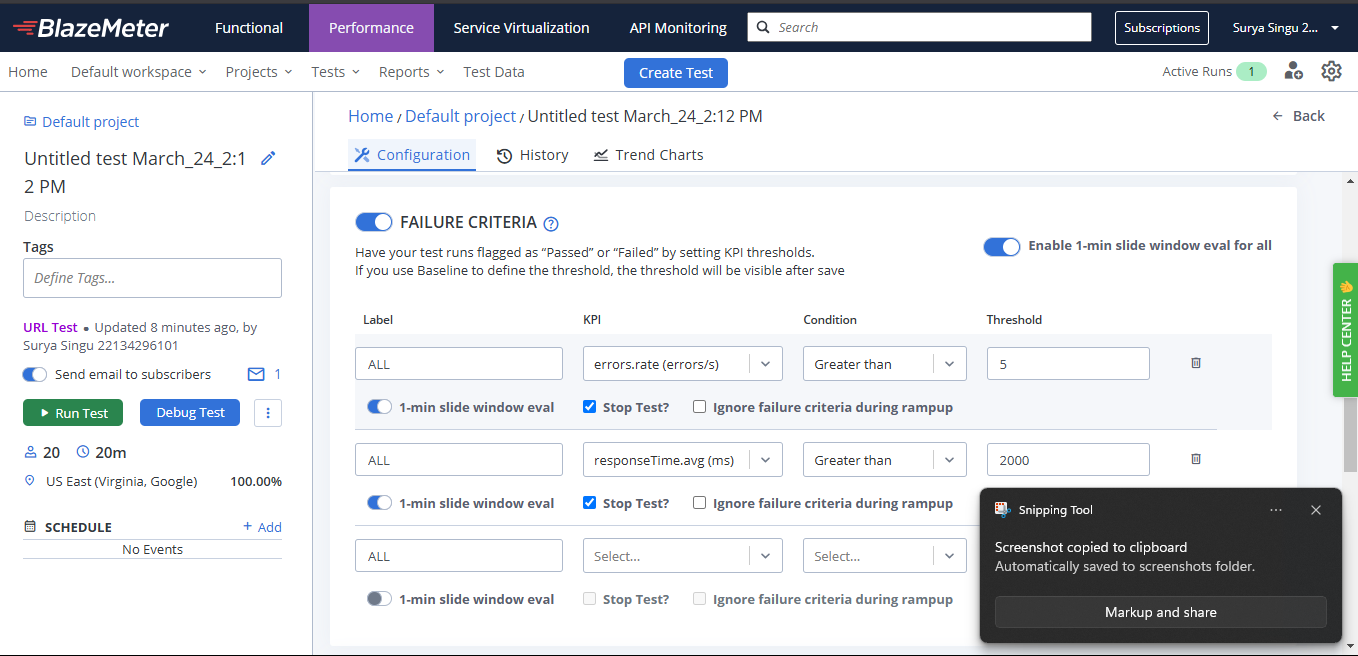 BlazeMeter
Functional
Performance
Service Virtualization
API Monitoring
Search
Subscriptions
Surya Singu 2...
Home
Default workspace
Projects
Tests
Reports
Test Data
Create Test
Active Runs 1
Default project
Untitled test March_24_2:1
2 PM
Description
Tags
Define Tags...
URL Test • Updated 8 minutes ago, by
Surya Singu 22134296101
Send email to subscribers 1
Run Test
Debug Test
20 20m
US East (Virginia, Google) 100.00%
SCHEDULE + Add
No Events
Home / Default project / Untitled test March_24_2:12 PM
Back
Configuration
History
Trend Charts
FAILURE CRITERIA ?
Have your test runs flagged as “Passed” or “Failed” by setting KPI thresholds.
If you use Baseline to define the threshold, the threshold will be visible after save
Enable 1-min slide window eval for all
Label KPI Condition Threshold
ALL errors.rate (errors/s) Greater than 5
1-min slide window eval Stop Test? Ignore failure criteria during rampup
ALL responseTime.avg (ms) Greater than 2000
1-min slide window eval Stop Test? Ignore failure criteria during rampup
ALL Select... Select...
1-min slide window eval Stop Test? Ignore failure criteria during rampup
HELP CENTER
Snipping Tool
Screenshot copied to clipboard
Automatically saved to screenshots folder.
Markup and share